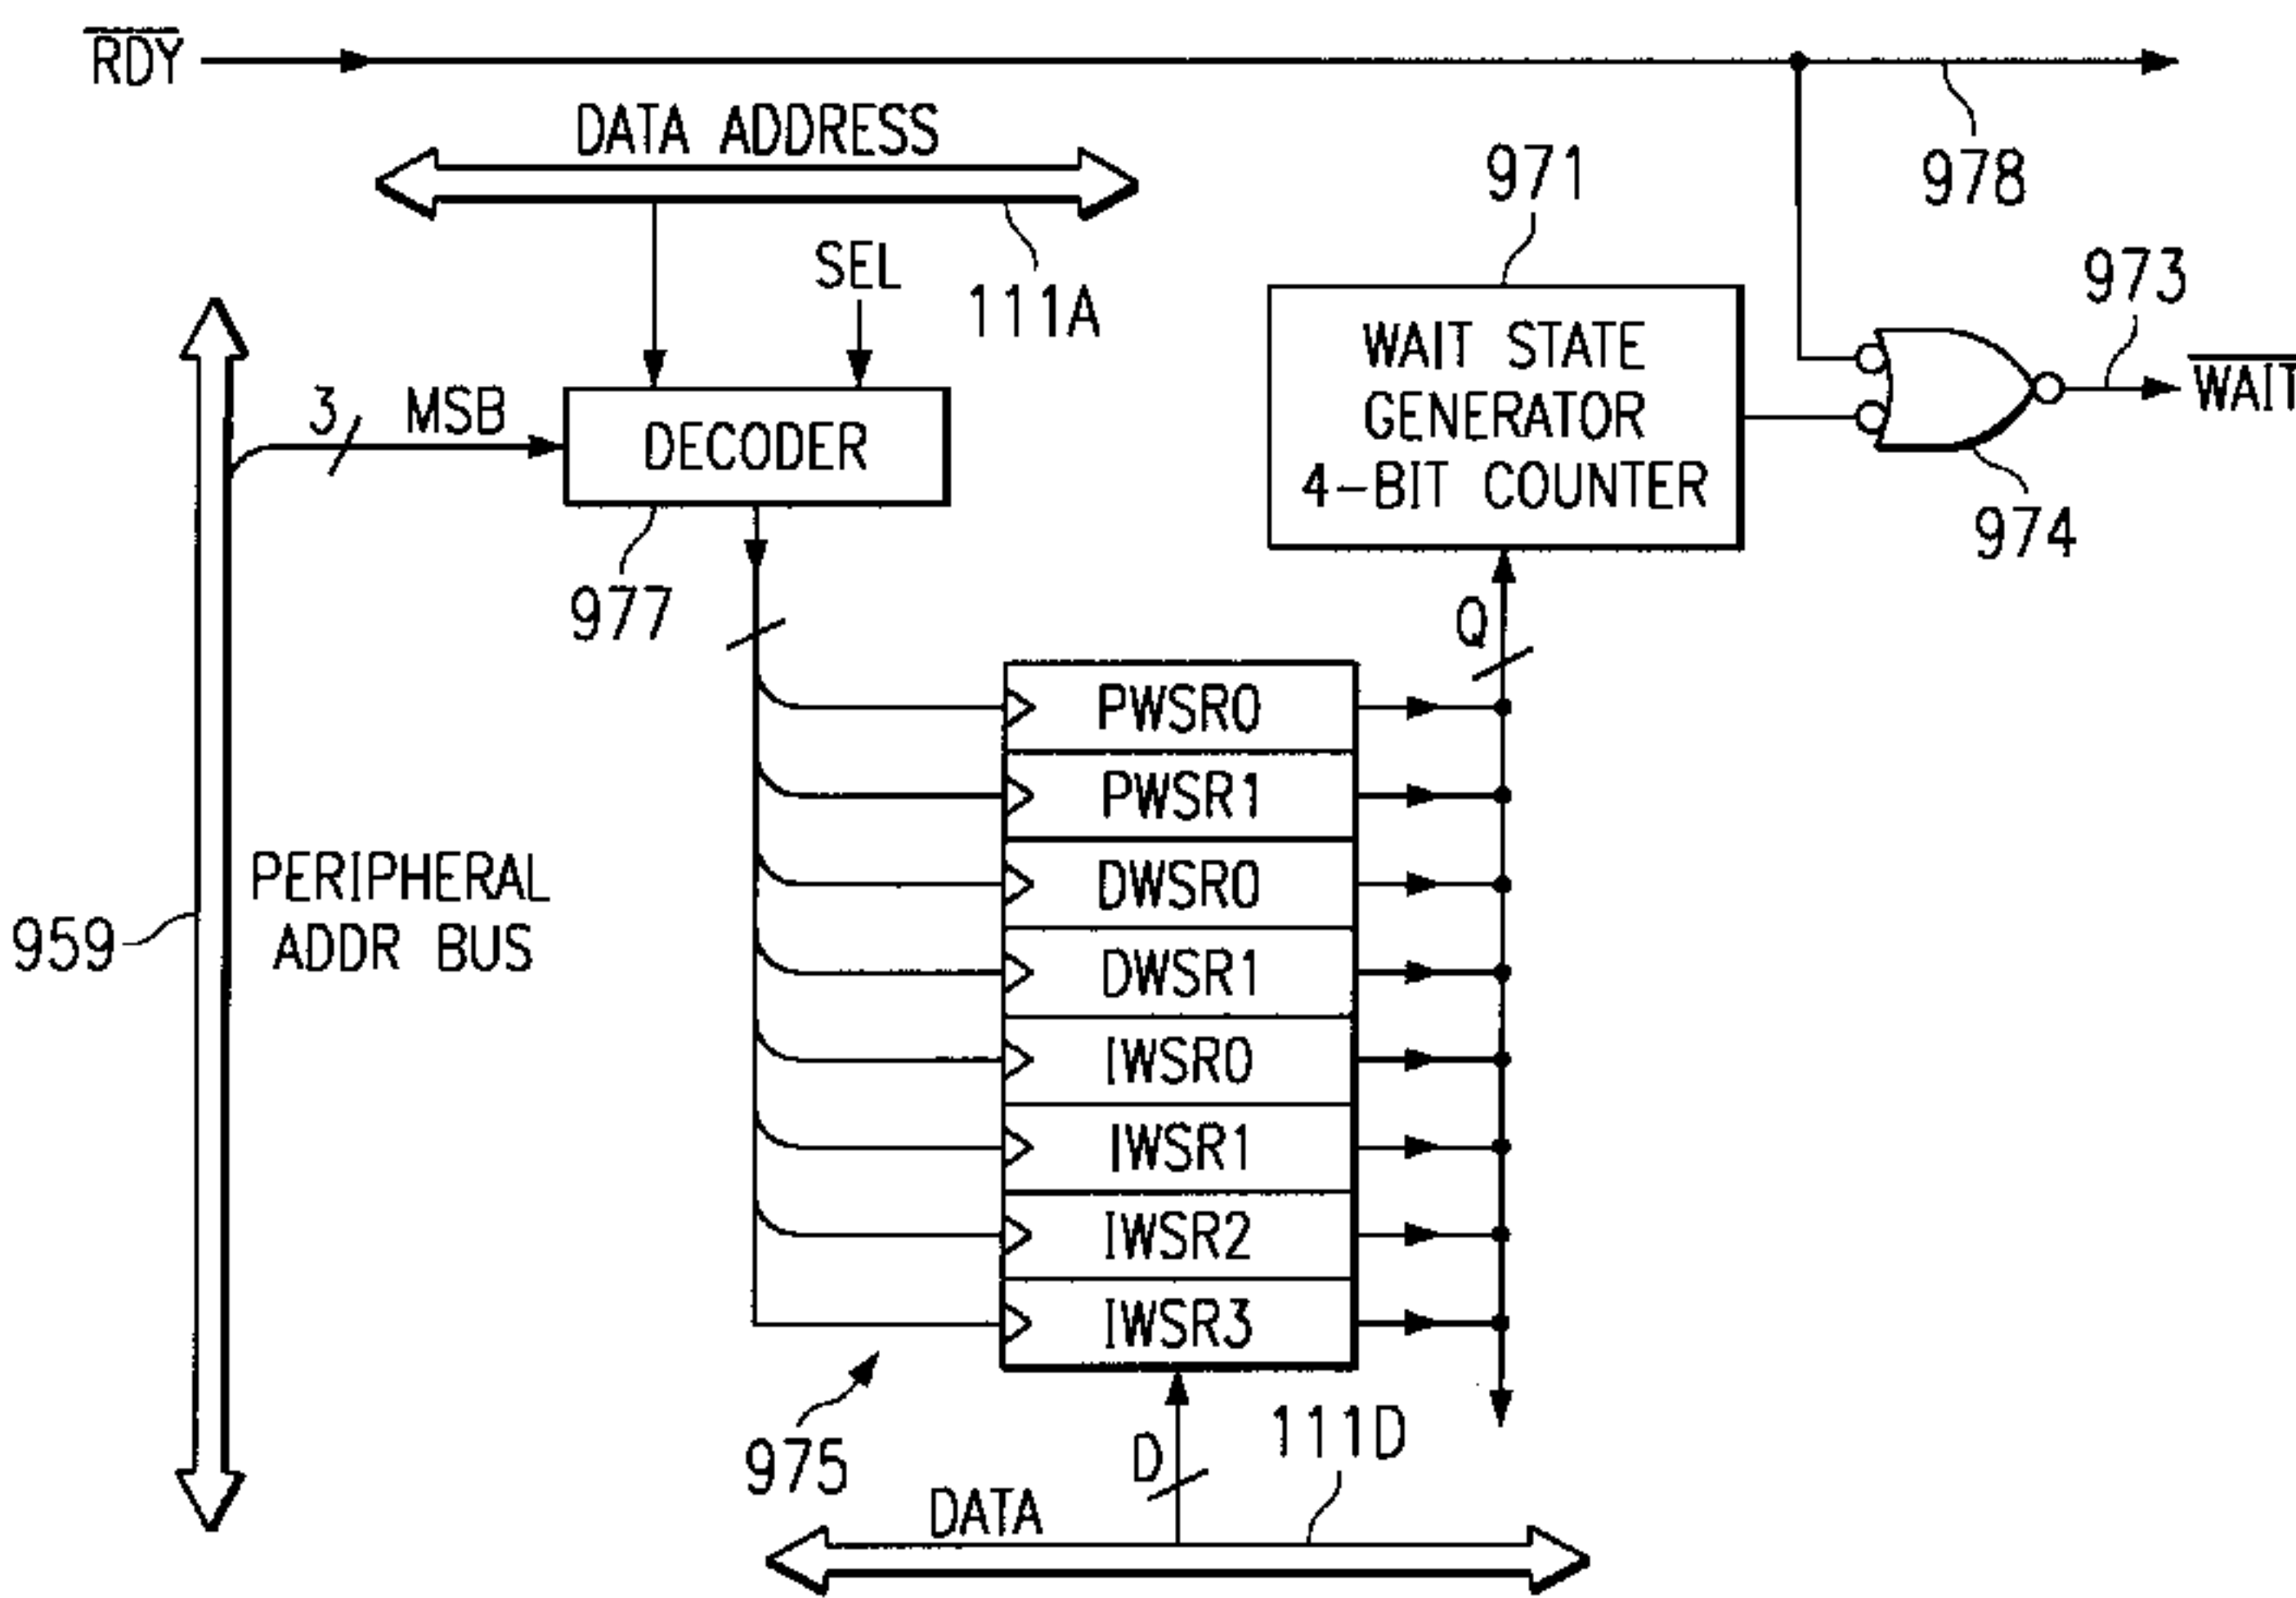 RDY
DATA ADDRESS
971
978
SEL
111A
973
WAIT STATE
GENERATOR
4-BIT COUNTER
WAIT
3
MSB
DECODER
974
977
Q
PWSR0
PWSR1
PERIPHERAL
ADDR BUS
959
DWSR0
DWSR1
IWSR0
IWSR1
IWSR2
IWSR3
975
D
111D
DATA